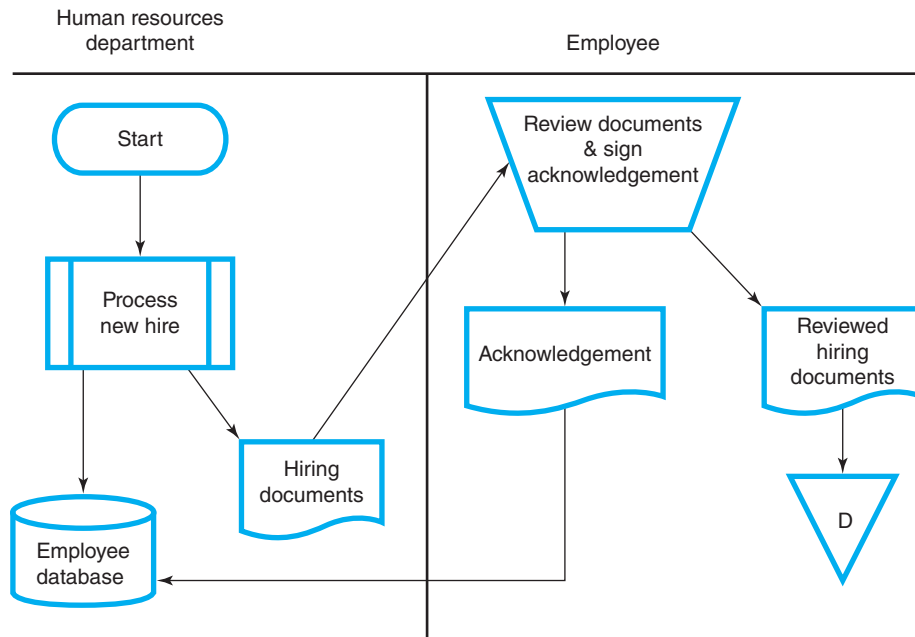 Human resources
department
Employee
Start
Process
new hire
Hiring
documents
Employee
database
Review documents
& sign
acknowledgement
Acknowledgement
Reviewed
hiring
documents
D